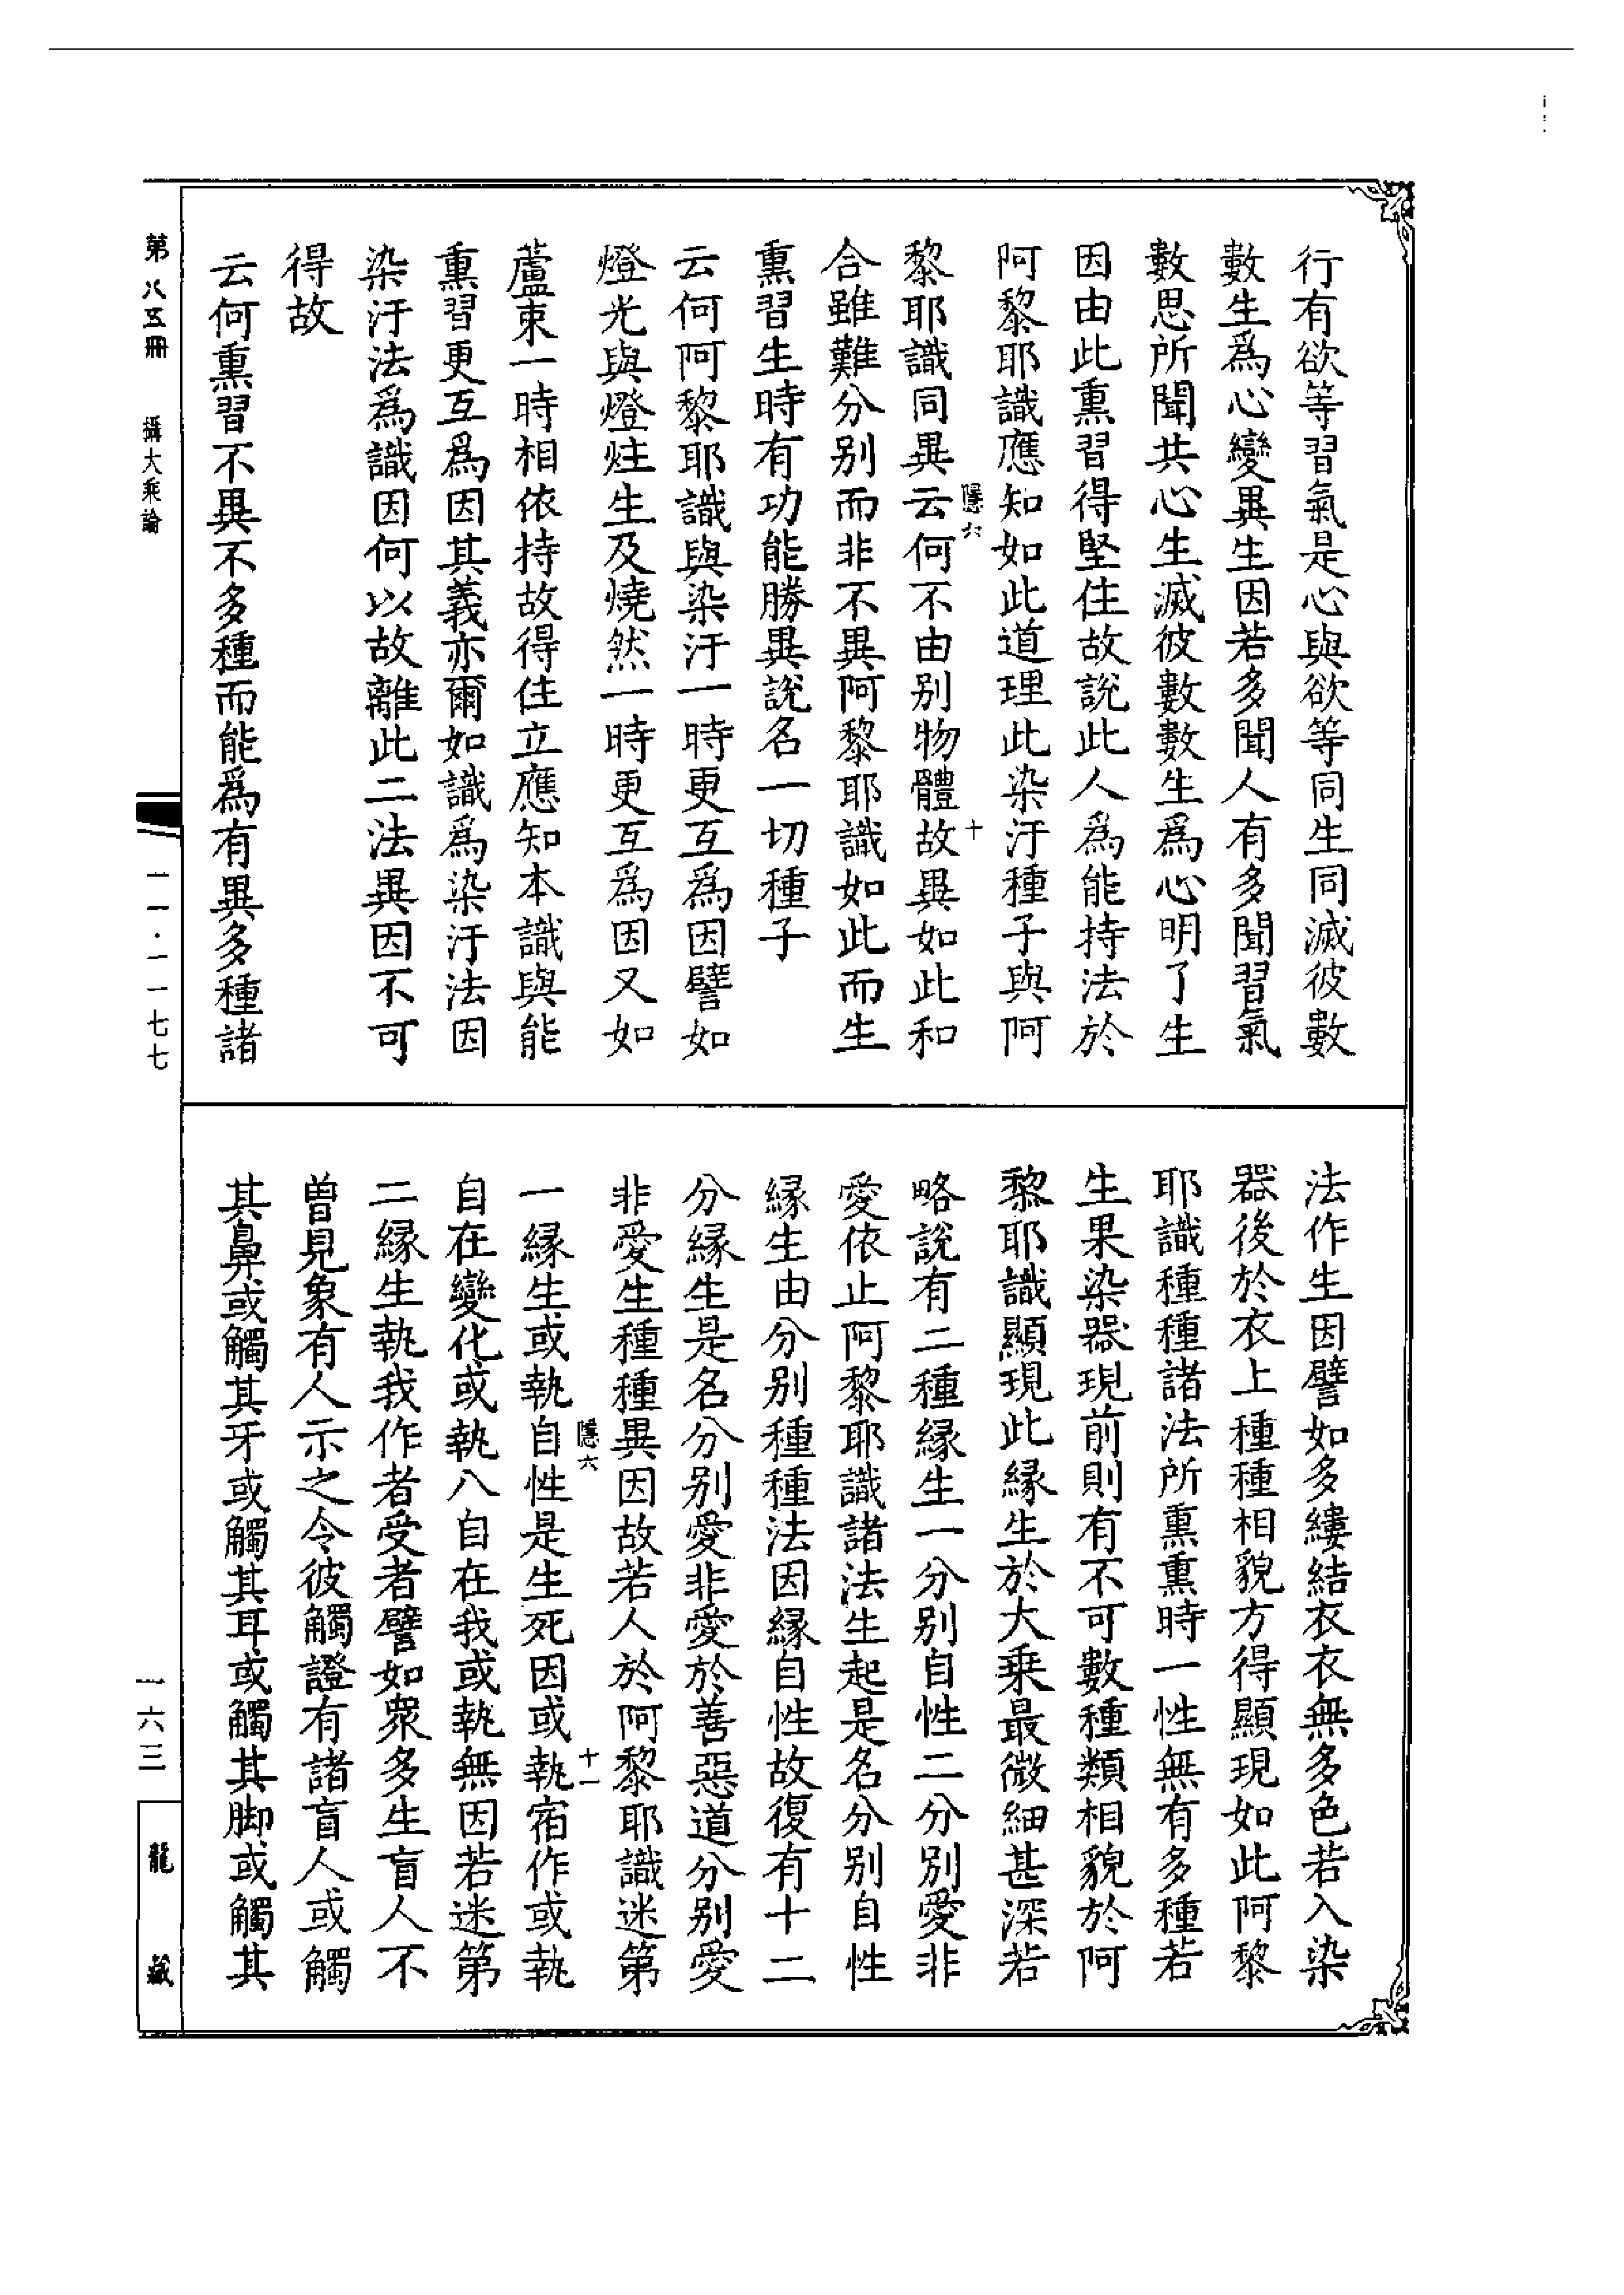 行有欲等習氣是心與欲等同生同滅彼數
數生爲心變異生因若多聞人有多聞習氣
數思所聞共心生滅彼數數生爲心明了生
因由此熏習得堅住故說此人爲能持法於
阿黎耶識應知如此道理此染汙種子與阿
隱六 十
黎耶識同異云何不由别物體故異如此和
合雖難分别而非不異阿黎耶識如此而生
熏習生時有功能勝異說名一切種子
云何阿黎耶識與染汙一時更互爲因譬如
燈光與燈炷生及燒然一時更互爲因又如
蘆束一時相依持故得住立應知本識與能
熏習更互爲因其義亦爾如識爲染汙法因
染汙法爲識因何以故離此二法異因不可
得故
云何熏習不異不多種而能爲有異多種諸
法作生因譬如多縷結衣衣無多色若入染
器後於衣上種種相貌方得顯現如此阿黎
耶識種種諸法所熏熏時一性無有多種若
生果染器現前則有不可數種類相貌於阿
黎耶識顯現此縁生於大乗最微細甚深若
略說有二種縁生一分别自性二分别愛非
愛依止阿黎耶識諸法生起是名分别自性
縁生由分别種種法因縁自性故復有十二
分縁生是名分别愛非愛於善惡道分别愛
非愛生種種異因故若人於阿黎耶識迷第
隱六 十一
一縁生或執自性是生死因或執宿作或執
自在變化或執八自在我或執無因若迷第
二縁生執我作者受者譬如衆多生盲人不
曽見象有人示之令彼觸證有諸盲人或觸
其鼻或觸其牙或觸其耳或觸其脚或觸其
第八五冊 攝大乘論
一一·一一七七
一六三
龍藏